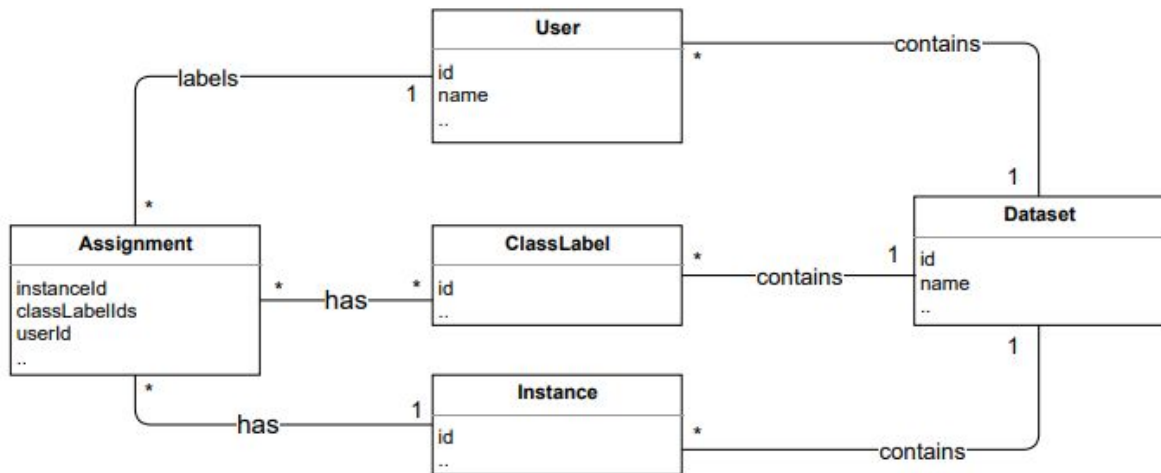 User
id
name
..
contains
*
1
labels
1
*
Assignment
instanceId
classLabelIds
userId
..
*
has
*
ClassLabel
id
..
*
contains
1
Dataset
id
name
..
*
has
1
Instance
id
..
*
contains
1